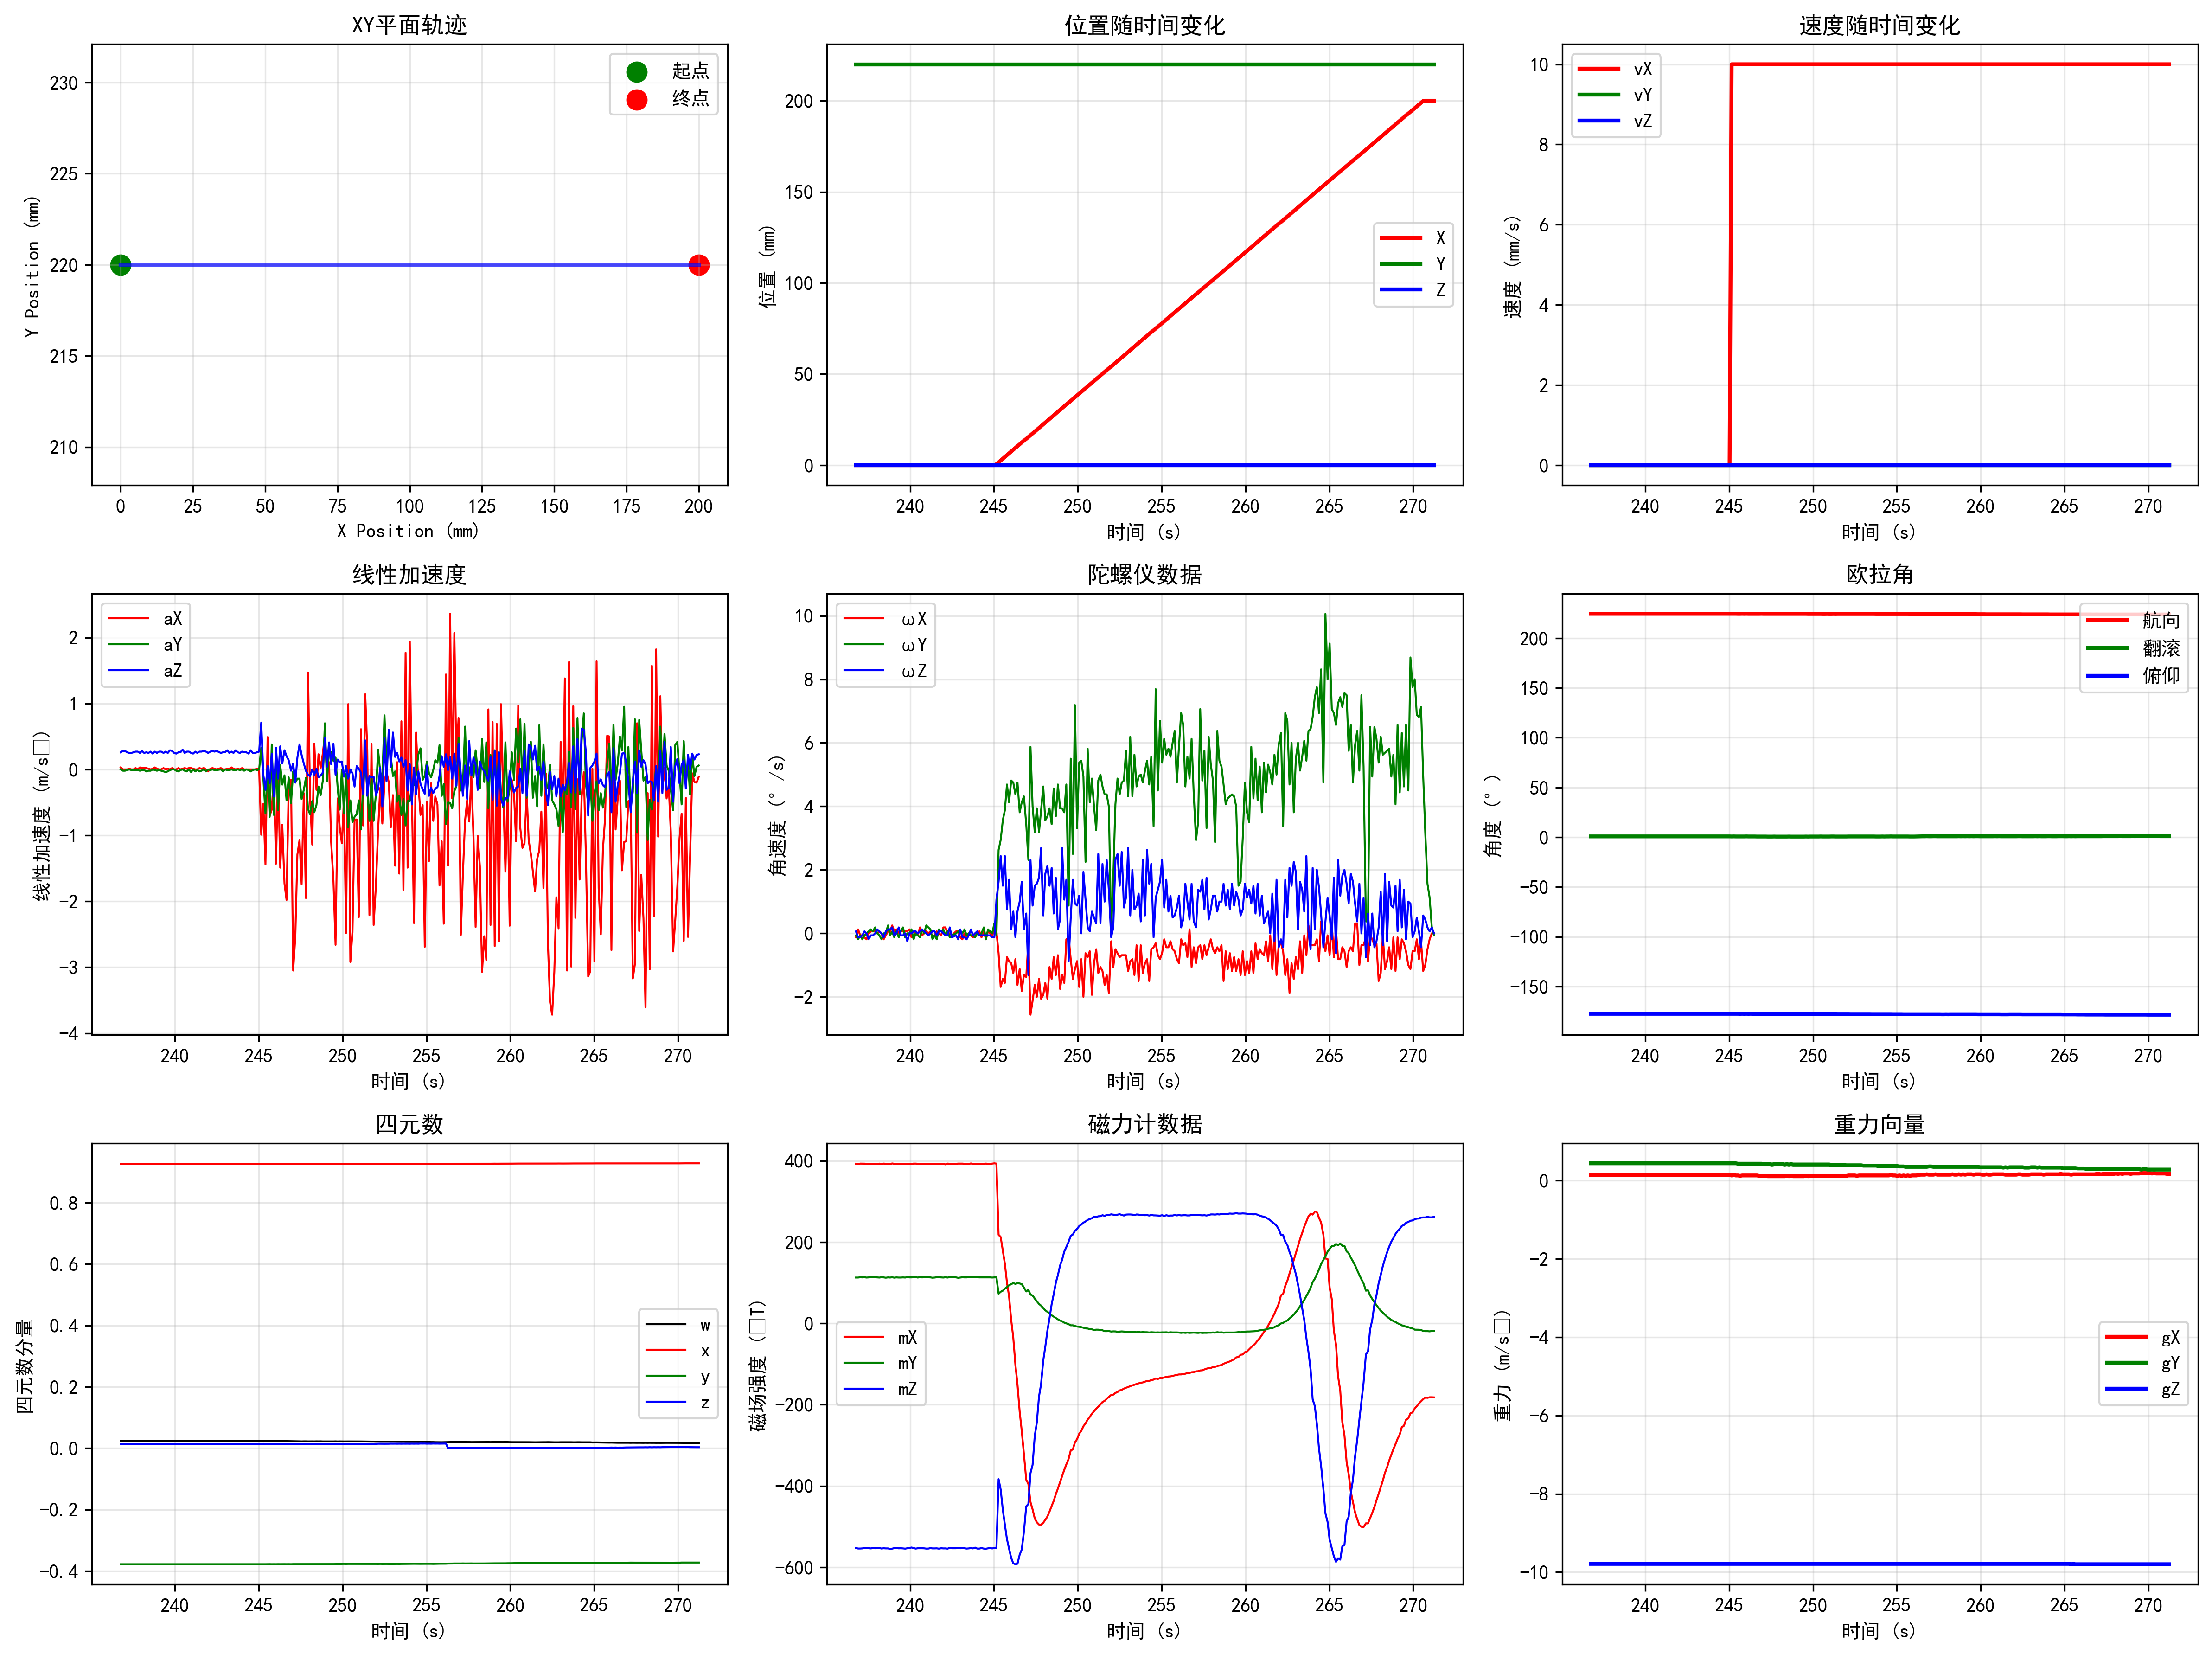 XY平面轨迹
230
225
220
215
210
Y Position (mm)
0 25 50 75 100 125 150 175 200
X Position (mm)
起点
终点
位置随时间变化
200
150
100
50
0
位置 (mm)
240 245 250 255 260 265 270
时间 (s)
X
Y
Z
速度随时间变化
10
8
6
4
2
0
速度 (mm/s)
240 245 250 255 260 265 270
时间 (s)
vX
vY
vZ
线性加速度
2
1
0
−1
−2
−3
−4
线性加速度 (m/s□)
240 245 250 255 260 265 270
时间 (s)
aX
aY
aZ
陀螺仪数据
10
8
6
4
2
0
−2
角速度 (°/s)
240 245 250 255 260 265 270
时间 (s)
ωX
ωY
ωZ
欧拉角
200
150
100
50
0
−50
−100
−150
角度 (°)
240 245 250 255 260 265 270
时间 (s)
航向
翻滚
俯仰
四元数
0.8
0.6
0.4
0.2
0.0
−0.2
−0.4
四元数分量
240 245 250 255 260 265 270
时间 (s)
w
x
y
z
磁力计数据
400
200
0
−200
−400
−600
磁场强度 (□T)
240 245 250 255 260 265 270
时间 (s)
mX
mY
mZ
重力向量
0
−2
−4
−6
−8
−10
重力 (m/s□)
240 245 250 255 260 265 270
时间 (s)
gX
gY
gZ